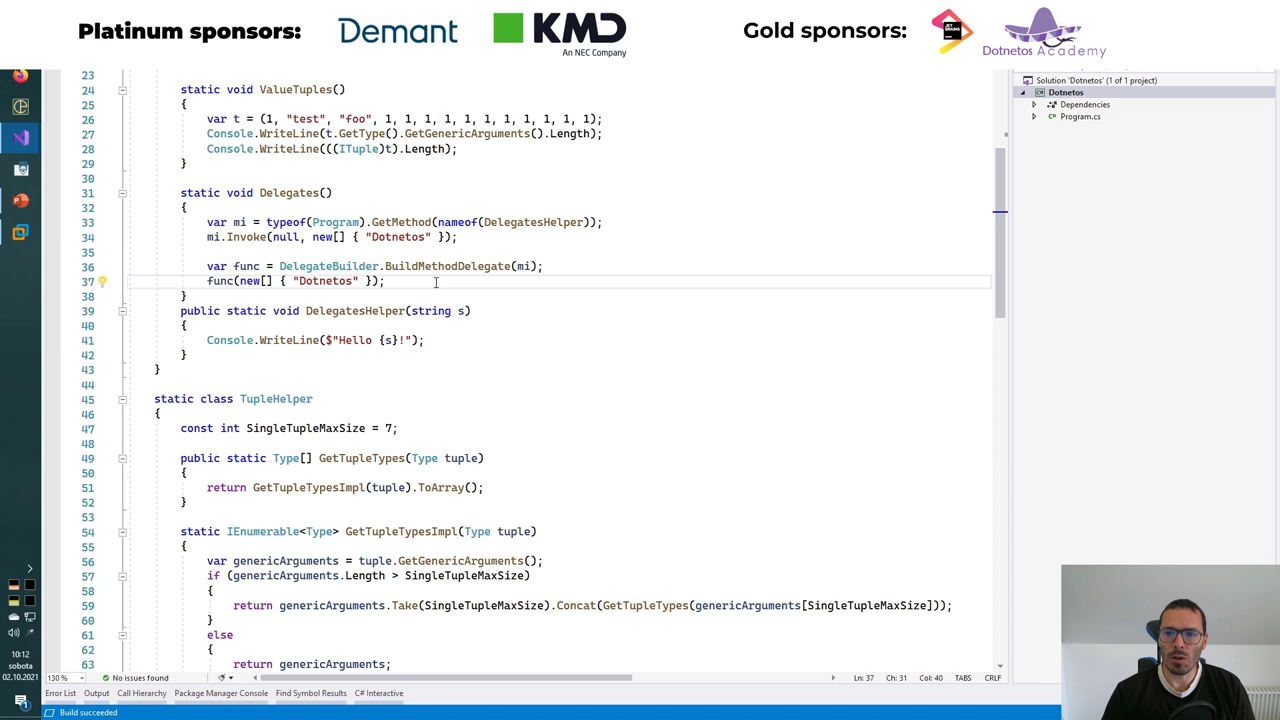 Platinum sponsors:
Demant
KMD
An NEC Company
Gold sponsors:
JET
BRAINS
Dotnetos Academy
23
24 static void ValueTuples()
25 {
26 var t = (1, "test", "foo", 1, 1, 1, 1, 1, 1, 1, 1, 1, 1, 1);
27 Console.WriteLine(t.GetType().GetGenericArguments().Length);
28 Console.WriteLine(((ITuple)t).Length);
29 }
30
31 static void Delegates()
32 {
33 var mi = typeof(Program).GetMethod(nameof(DelegatesHelper));
34 mi.Invoke(null, new[] { "Dotnetos" });
35
36 var func = DelegateBuilder.BuildMethodDelegate(mi);
37 func(new[] { "Dotnetos" });
38 }
39 public static void DelegatesHelper(string s)
40 {
41 Console.WriteLine($"Hello {s}!");
42 }
43 }
44
45 static class TupleHelper
46 {
47 const int SingleTupleMaxSize = 7;
48
49 public static Type[] GetTupleTypes(Type tuple)
50 {
51 return GetTupleTypesImpl(tuple).ToArray();
52 }
53
54 static IEnumerable<Type> GetTupleTypesImpl(Type tuple)
55 {
56 var genericArguments = tuple.GetGenericArguments();
57 if (genericArguments.Length > SingleTupleMaxSize)
58 {
59 return genericArguments.Take(SingleTupleMaxSize).Concat(GetTupleTypes(genericArguments[SingleTupleMaxSize]));
60 }
61 else
62 {
63 return genericArguments;
Solution 'Dotnetos' (1 of 1 project)
Dotnetos
Dependencies
Program.cs
130 %
No issues found
Ln: 37 Ch: 31 Col: 40 TABS CRLF
Error List Output Call Hierarchy Package Manager Console Find Symbol Results C# Interactive
Build succeeded
10:12
sobota
02.10.2021